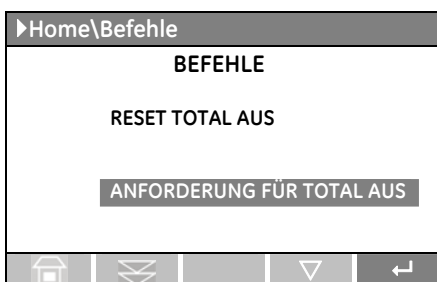 Home\Befehle
BEFEHLE
RESET TOTAL AUS
ANFORDERUNG FÜR TOTAL AUS